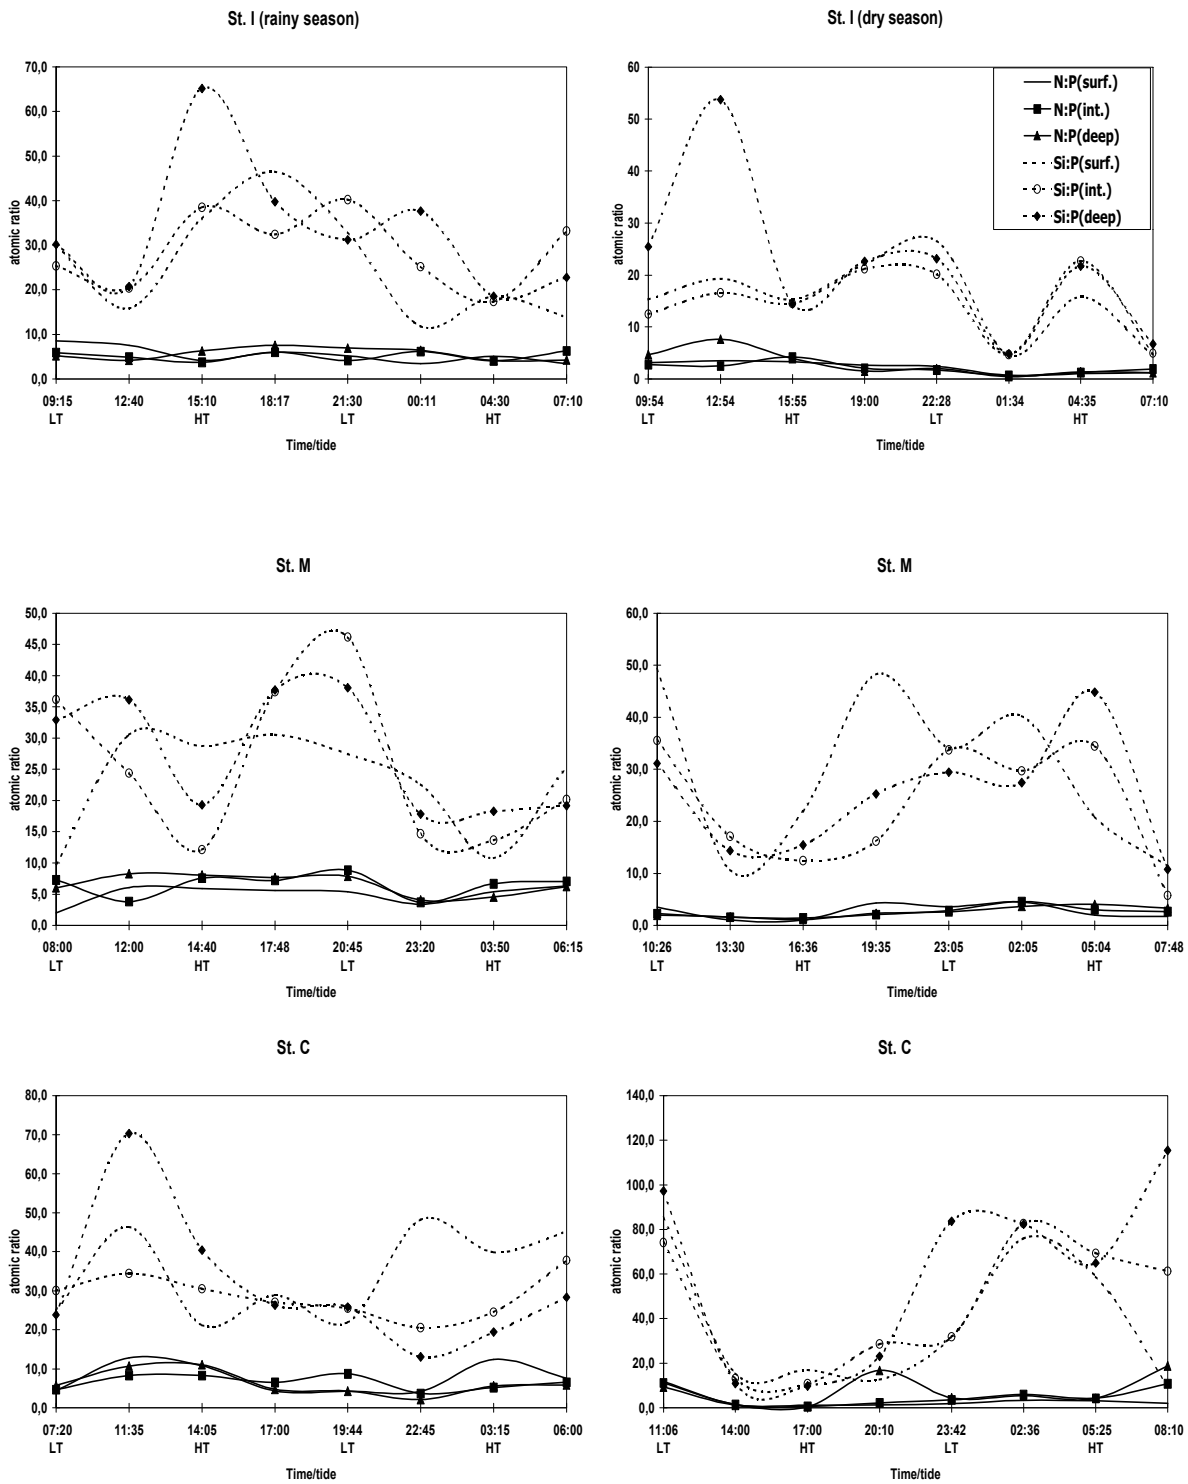 St. I (rainy season)
St. I (dry season)
70,0
60,0
50,0
40,0
30,0
20,0
10,0
0,0
atomic ratio
09:15 12:40 15:10 18:17 21:30 00:11 04:30 07:10
LT HT LT HT
Time/tide
60
50
40
30
20
10
0
atomic ratio
N:P(surf.)
N:P(int.)
N:P(deep)
Si:P(surf.)
Si:P(int.)
Si:P(deep)
09:54 12:54 15:55 19:00 22:28 01:34 04:35 07:10
LT HT LT HT
Time/tide
St. M
50,0
45,0
40,0
35,0
30,0
25,0
20,0
15,0
10,0
5,0
0,0
atomic ratio
08:00 12:00 14:40 17:48 20:45 23:20 03:50 06:15
LT HT LT HT
Time/tide
St. M
60,0
50,0
40,0
30,0
20,0
10,0
0,0
atomic ratio
10:26 13:30 16:36 19:35 23:05 02:05 05:04 07:48
LT HT LT HT
Time/tide
St. C
80,0
70,0
60,0
50,0
40,0
30,0
20,0
10,0
0,0
atomic ratio
07:20 11:35 14:05 17:00 19:44 22:45 03:15 06:00
LT HT LT HT
Time/tide
St. C
140,0
120,0
100,0
80,0
60,0
40,0
20,0
0,0
atomic ratio
11:06 14:00 17:00 20:10 23:42 02:36 05:25 08:10
LT HT LT HT
Time/tide